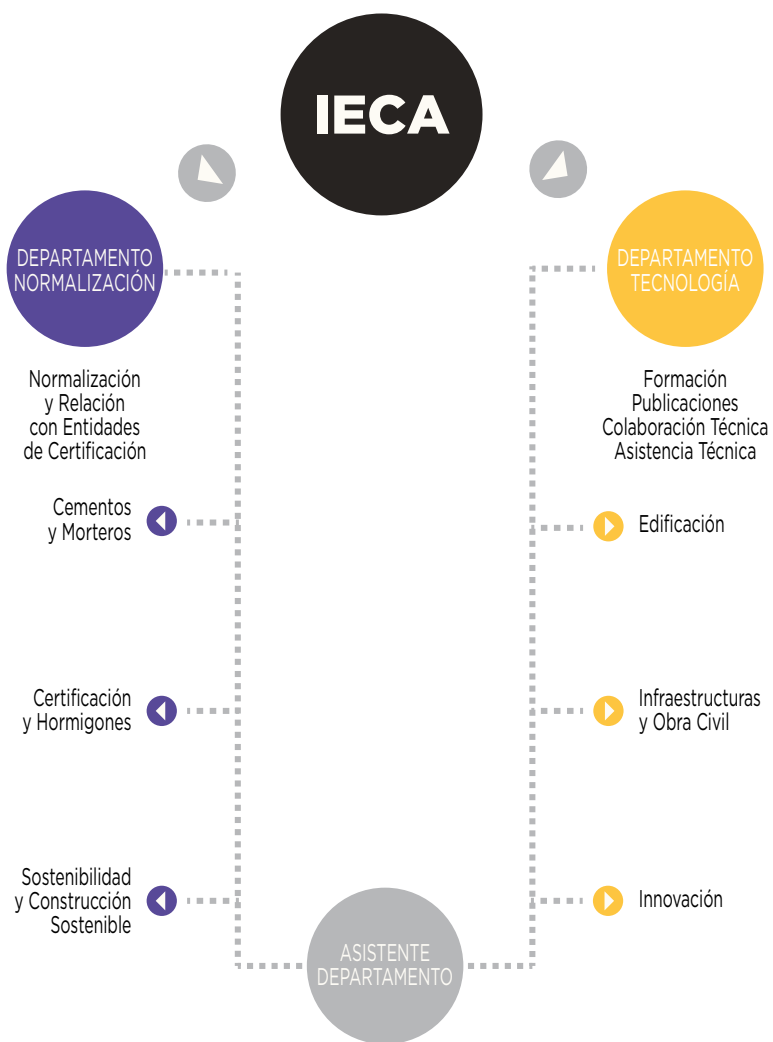 IECA
DEPARTAMENTO
NORMALIZACIÓN
Normalización
y Relación
con Entidades
de Certificación
Cementos
y Morteros
Certificación
y Hormigones
Sostenibilidad
y Construcción
Sostenible
DEPARTAMENTO
TECNOLOGÍA
Formación
Publicaciones
Colaboración Técnica
Asistencia Técnica
Edificación
Infraestructuras
y Obra Civil
Innovación
ASISTENTE
DEPARTAMENTO